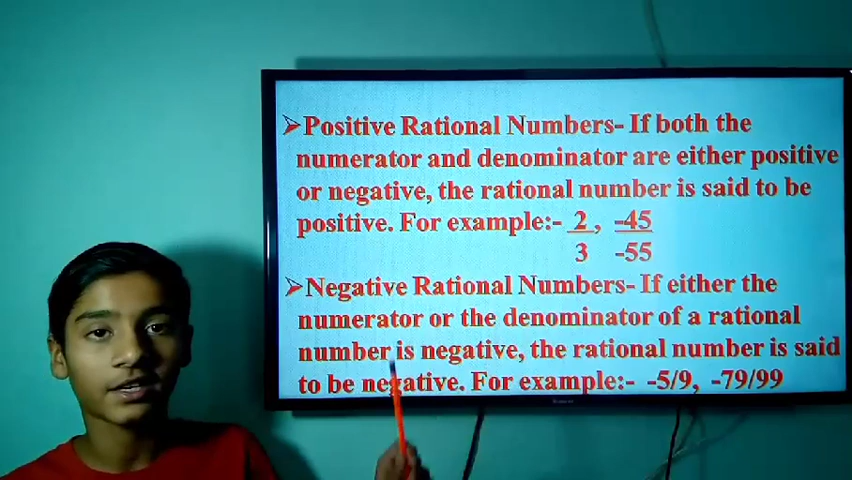 ➢Positive Rational Numbers- If both the
numerator and denominator are either positive
or negative, the rational number is said to be
positive. For example:- 2 , -45
3 -55
➢Negative Rational Numbers- If either the
numerator or the denominator of a rational
number is negative, the rational number is said
to be negative. For example:- -5/9, -79/99